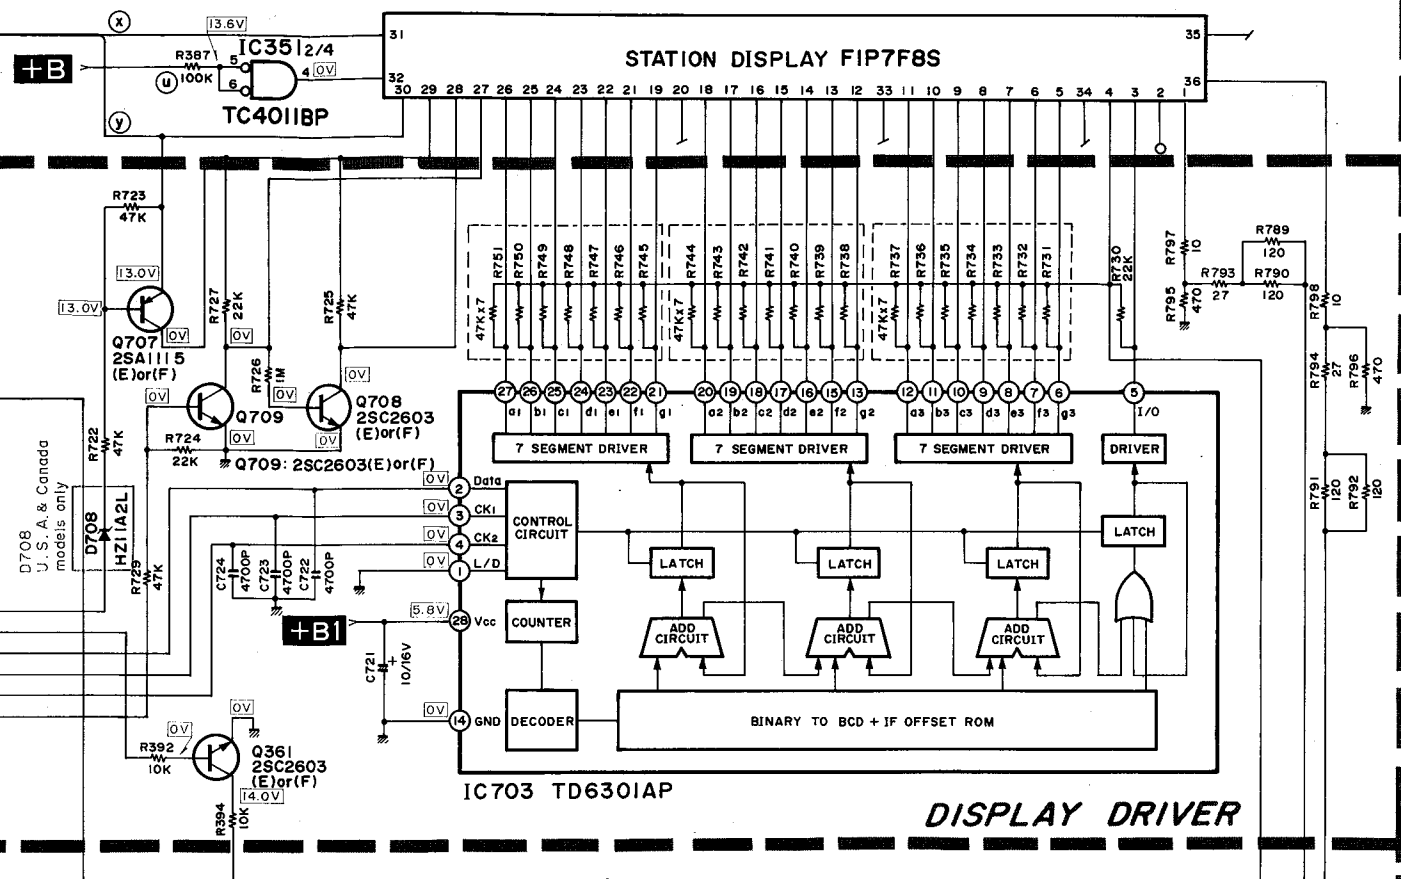 x
13.6V
31
35
+B
R387
100K
u
IC351 2/4
5
6
4
0V
TC4011BP
32
36
STATION DISPLAY FIP7F8S
30 29 28 27 26 25 24 23 22 21 19 20 18 17 16 15 14 13 12 33 11 10 9 8 7 6 5 34 4 3 2 1
y
R723
47K
13.0V
13.0V
0V
Q707
2SA1115
(E)or(F)
R727
22K
0V
R725
47K
R726
1M
0V
0V
Q709
Q708
2SC2603
(E)or(F)
0V
0V
R722
47K
R724
22K
Q709: 2SC2603(E)or(F)
R751
R750
R749
R748
R747
R746
R745
47Kx7
R744
R743
R742
R741
R740
R739
R738
47Kx7
R737
R736
R735
R734
R733
R732
R731
47Kx7
R730
22K
R797
10
R795
470
R793
27
R789
120
R790
120
R798
10
R794
27
R796
470
R791
120
R792
120
27 26 25 24 23 22 21 20 19 18 17 16 15 13 12 11 10 9 8 7 6 5
a1 b1 c1 d1 e1 f1 g1 a2 b2 c2 d2 e2 f2 g2 a3 b3 c3 d3 e3 f3 g3 I/O
7 SEGMENT DRIVER
7 SEGMENT DRIVER
7 SEGMENT DRIVER
DRIVER
D708
U.S.A. & Canada
models only
D708
HZ11A2L
R729
47K
C724
4700P
C723
4700P
C722
4700P
0V
2
Data
0V
3
CK1
0V
4
CK2
0V
1
L/D
CONTROL
CIRCUIT
LATCH
LATCH
LATCH
LATCH
+B1
5.8V
28
Vcc
COUNTER
ADD
CIRCUIT
ADD
CIRCUIT
ADD
CIRCUIT
C721
+
10/16V
0V
14
GND
DECODER
BINARY TO BCD + IF OFFSET ROM
0V
0V
R392
10K
Q361
2SC2603
(E)or(F)
14.0V
R394
10K
IC703 TD6301AP
DISPLAY DRIVER